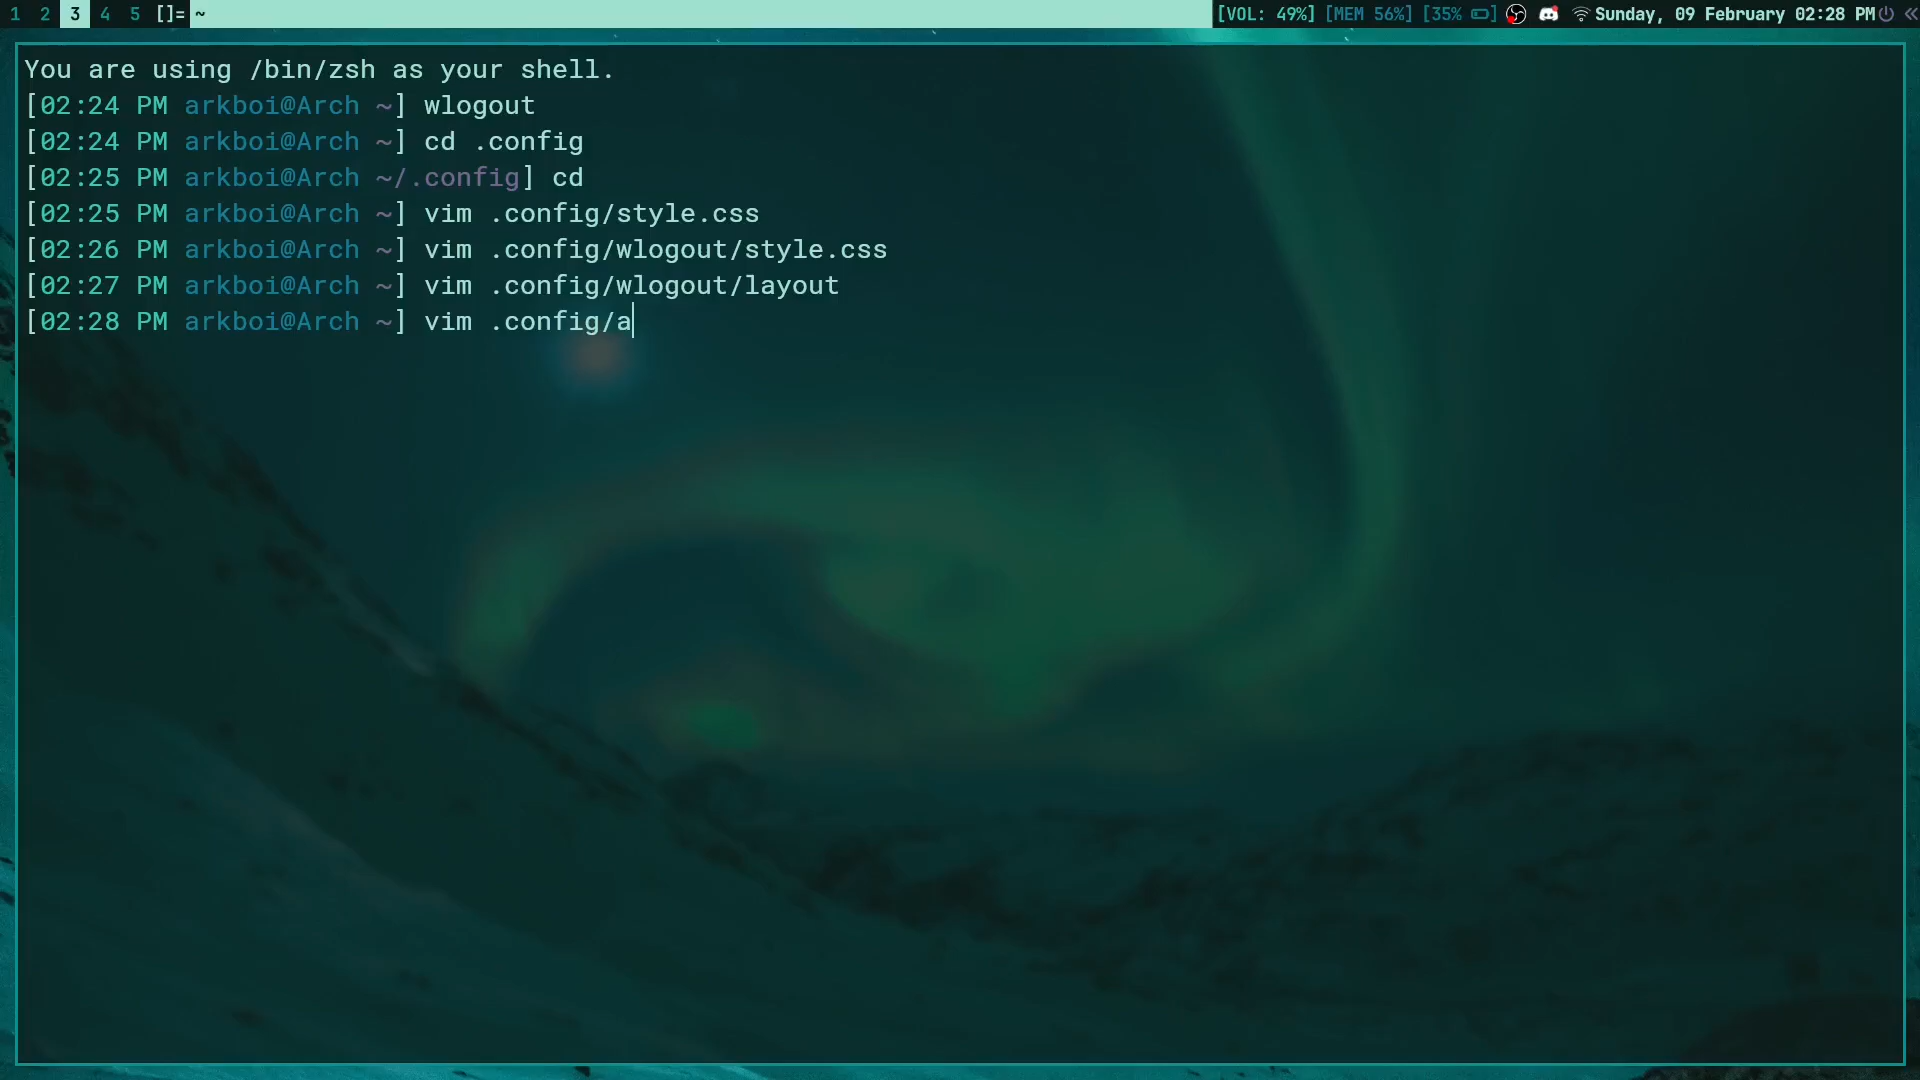 1 2 3 4 5 []= ~ [VOL: 49%] [MEM 56%] [35% ] Sunday, 09 February 02:28 PM
You are using /bin/zsh as your shell.
[02:24 PM arkboi@Arch ~] wlogout
[02:24 PM arkboi@Arch ~] cd .config
[02:25 PM arkboi@Arch ~/.config] cd
[02:25 PM arkboi@Arch ~] vim .config/style.css
[02:26 PM arkboi@Arch ~] vim .config/wlogout/style.css
[02:27 PM arkboi@Arch ~] vim .config/wlogout/layout
[02:28 PM arkboi@Arch ~] vim .config/a